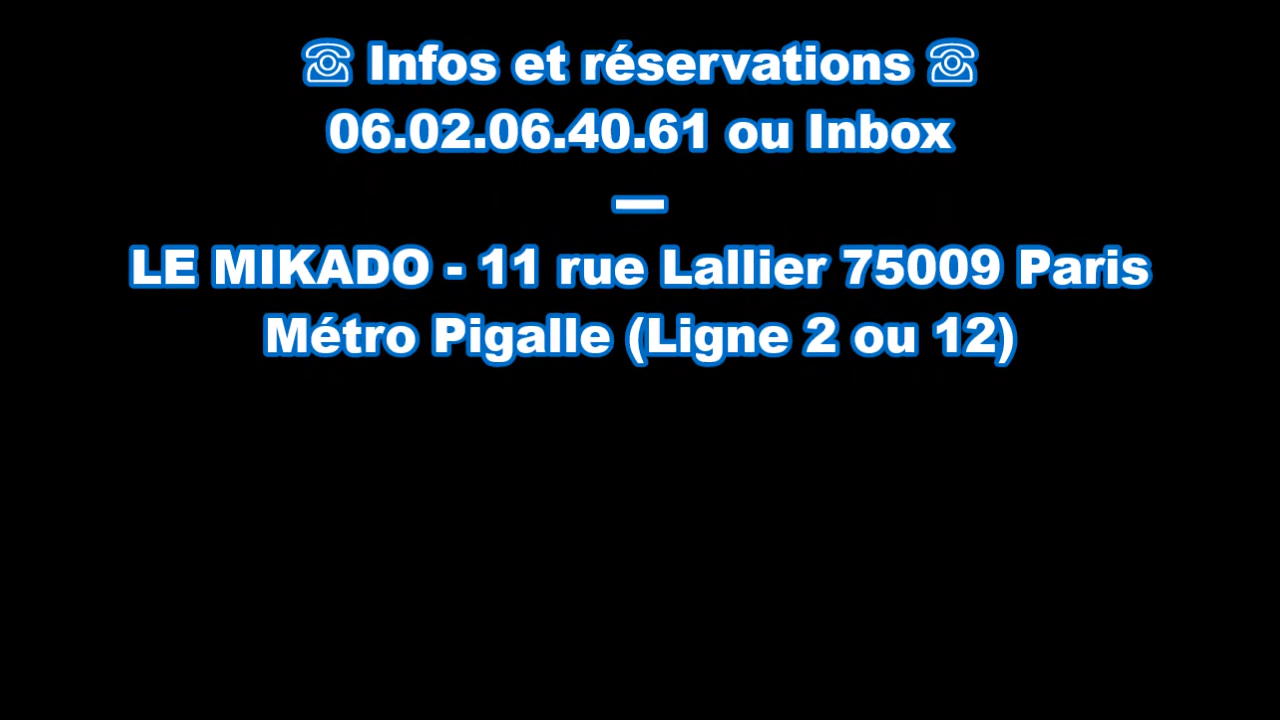 ☎ Infos et réservations ☎
06.02.06.40.61 ou Inbox
—
LE MIKADO - 11 rue Lallier 75009 Paris
Métro Pigalle (Ligne 2 ou 12)